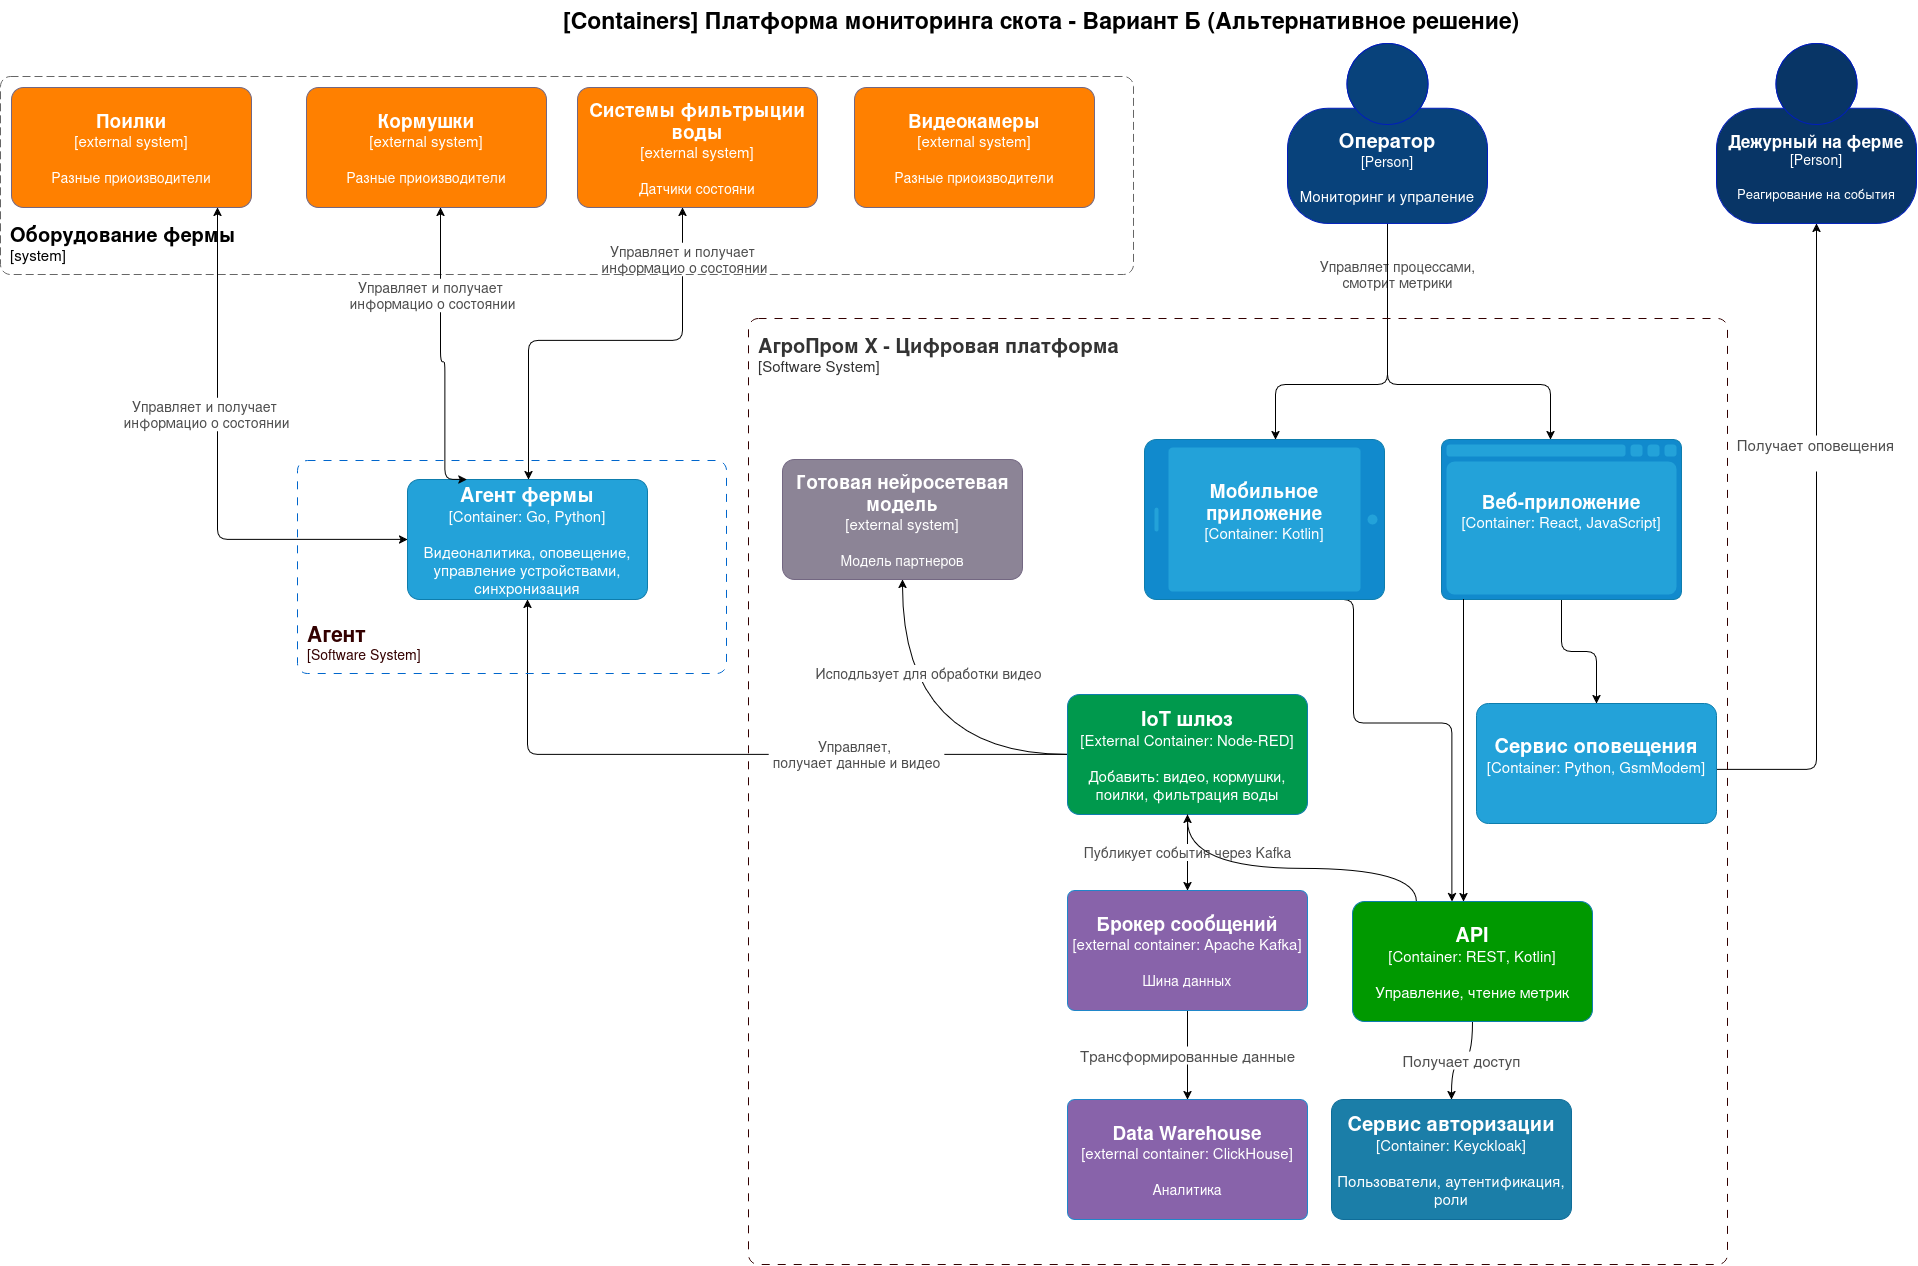 [Containers] Платформа мониторинга скота - Вариант Б (Альтернативное решение)
Поилки
[external system]
Разные приоизводители
Кормушки
[external system]
Разные приоизводители
Системы фильтрыции
воды
[external system]
Датчики состояни
Видеокамеры
[external system]
Разные приоизводители
Оборудование фермы
[system]
Оператор
[Person]
Мониторинг и упраление
Дежурный на ферме
[Person]
Реагирование на события
Управляет и получает
информацио о состоянии
Управляет и получает
информацио о состоянии
Управляет и получает
информацио о состоянии
Управляет процессами,
смотрит метрики
Получает оповещения
АгроПром X - Цифровая платформа
[Software System]
Агент фермы
[Container: Go, Python]
Видеоналитика, оповещение,
управление устройствами,
синхронизация
Агент
[Software System]
Готовая нейросетевая
модель
[external system]
Модель партнеров
Мобильное
приложение
[Container: Kotlin]
Веб-приложение
[Container: React, JavaScript]
Исподльзует для обработки видео
Управляет,
получает данные и видео
IoT шлюз
[External Container: Node-RED]
Добавить: видео, кормушки,
поилки, фильтрация воды
Сервис оповещения
[Container: Python, GsmModem]
Публикует события через Kafka
Брокер сообщений
[external container: Apache Kafka]
Шина данных
API
[Container: REST, Kotlin]
Управление, чтение метрик
Трансформированные данные
Получает доступ
Data Warehouse
[external container: ClickHouse]
Аналитика
Сервис авторизации
[Container: Keyckloak]
Пользователи, аутентификация,
роли